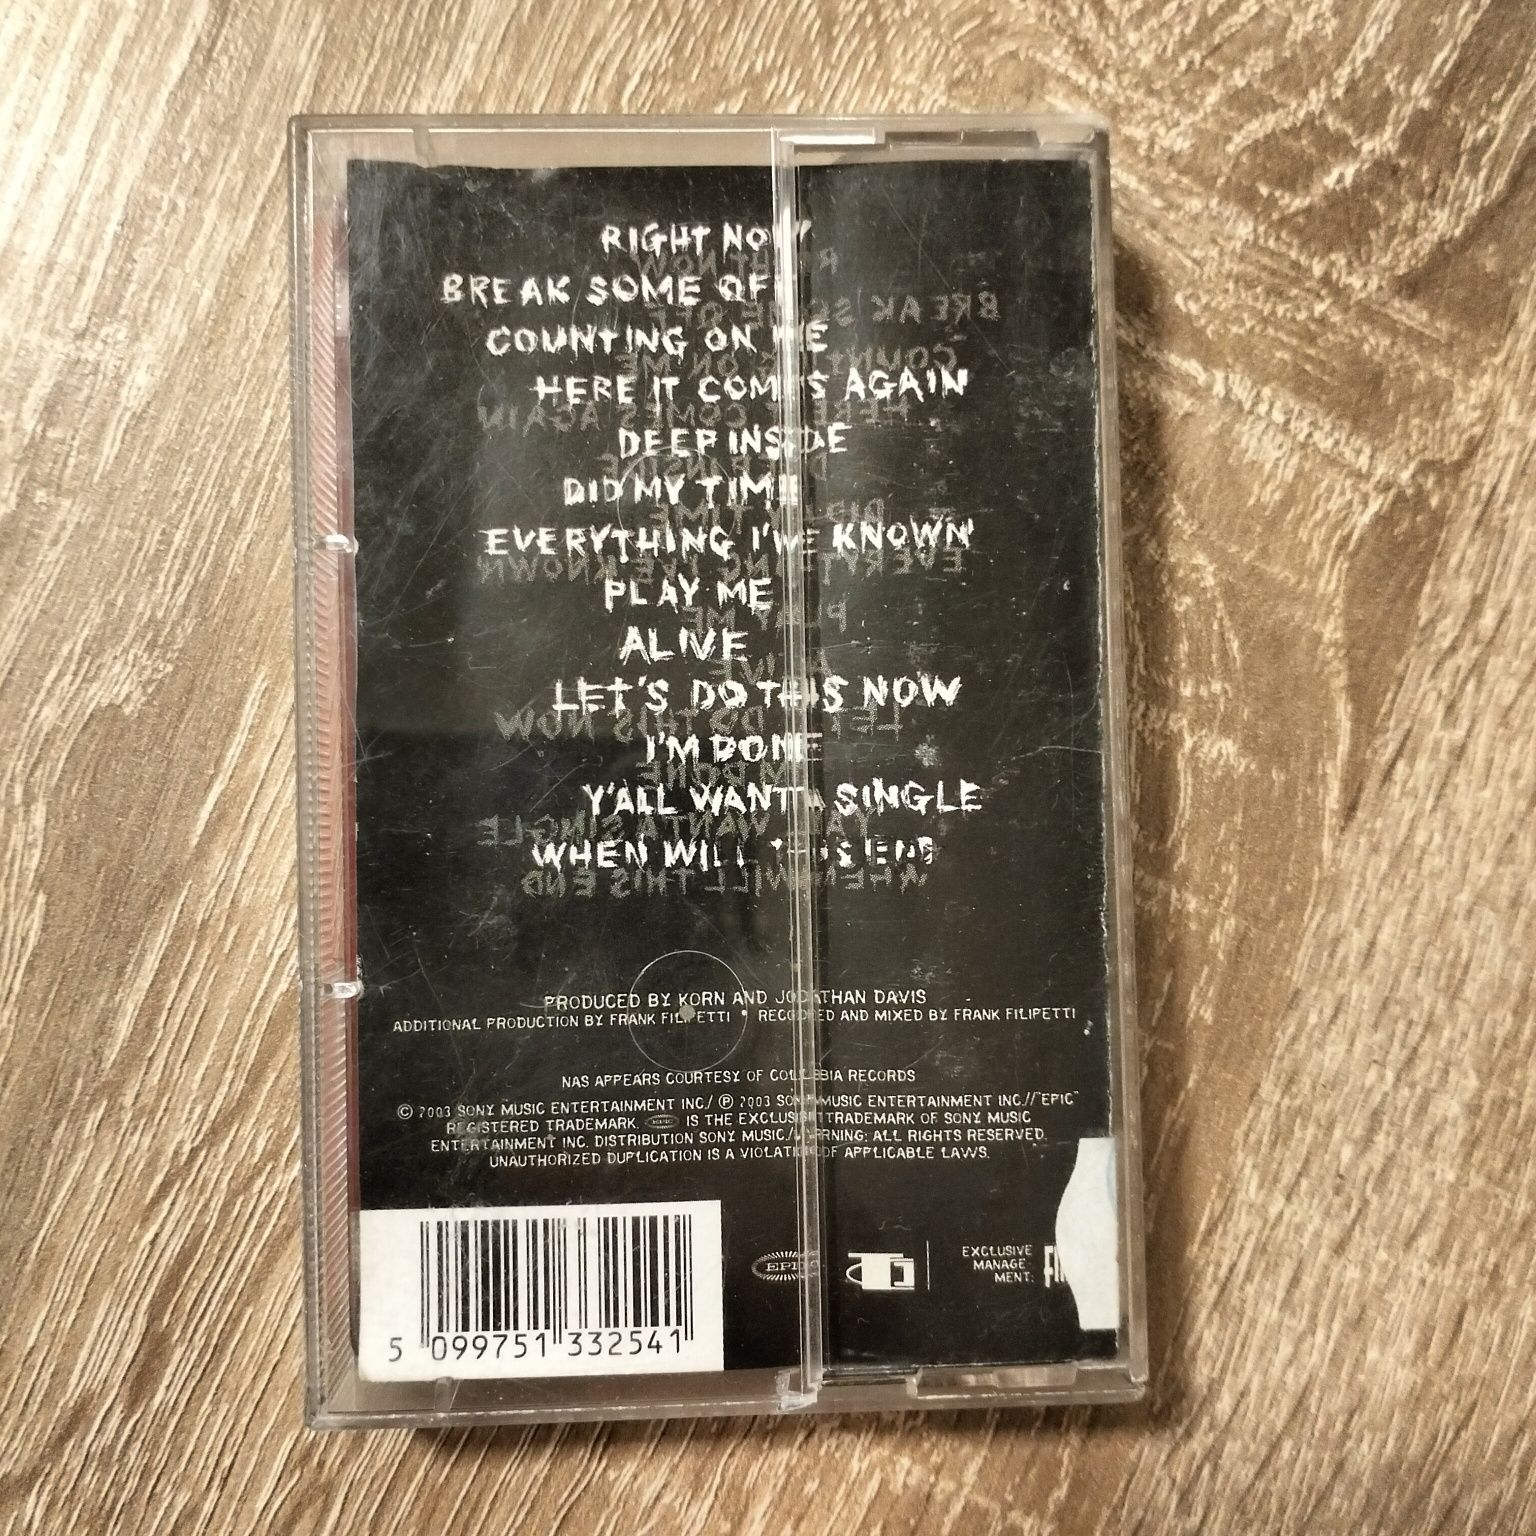 RIGHT NOW
BREAK SOME OFF
COUNTING ON ME
HERE IT COMES AGAIN
DEEP INSIDE
DID MY TIME
EVERYTHING I'VE KNOWN
PLAY ME
ALIVE
LET'S DO THIS NOW
I'M DONE
Y'ALL WANT A SINGLE
WHEN WILL THIS END
PRODUCED BY KORN AND JONATHAN DAVIS
ADDITIONAL PRODUCTION BY FRANK FILIPETTI • RECORDED AND MIXED BY FRANK FILIPETTI
NAS APPEARS COURTESY OF COLUMBIA RECORDS
© 2003 SONY MUSIC ENTERTAINMENT INC./ ℗ 2003 SONY MUSIC ENTERTAINMENT INC.//"EPIC"
REGISTERED TRADEMARK. EPIC IS THE EXCLUSIVE TRADEMARK OF SONY MUSIC
ENTERTAINMENT INC. DISTRIBUTION SONY MUSIC./WARNING: ALL RIGHTS RESERVED.
UNAUTHORIZED DUPLICATION IS A VIOLATION OF APPLICABLE LAWS.
EPIC
EXCLUSIVE
MANAGE
MENT:
5 099751 332541